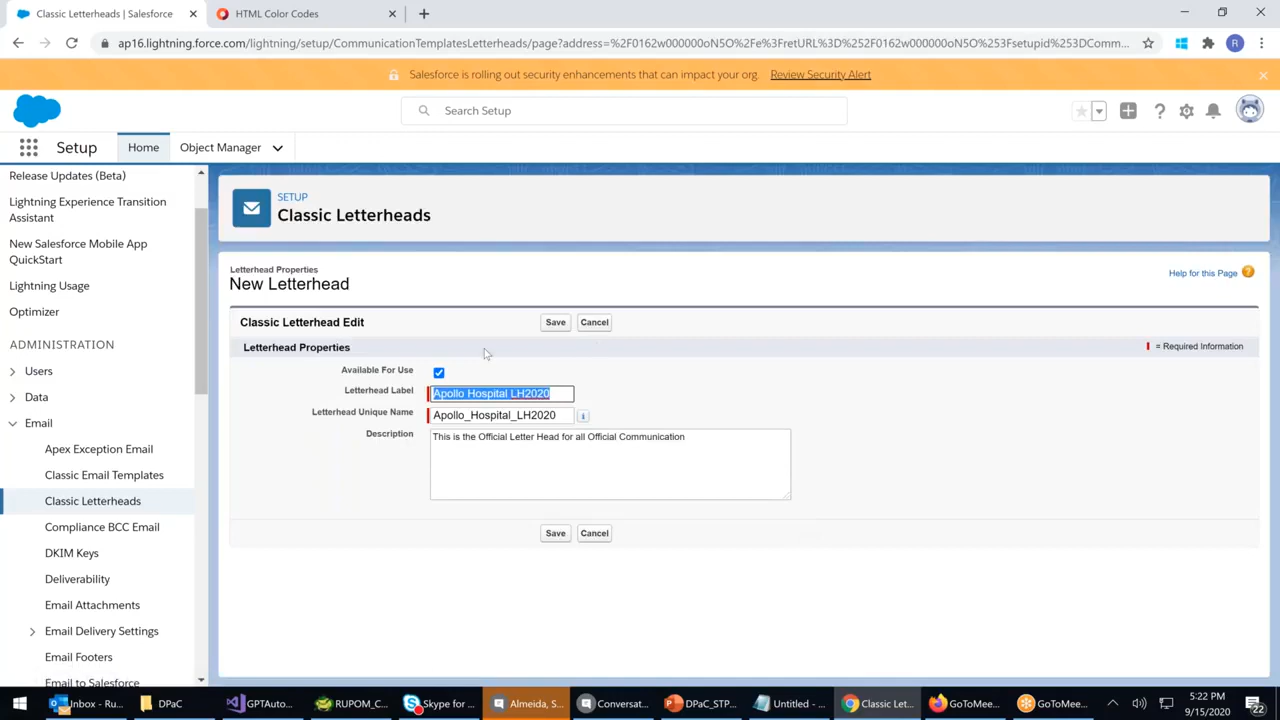 Classic Letterheads | Salesforce
HTML Color Codes
ap16.lightning.force.com/lightning/setup/CommunicationTemplatesLetterheads/page?address=%2F0162w000000oN5O%2Fe%3FretURL%3D%252F0162w000000oN5O%253Fsetupid%253DComm...
R
Salesforce is rolling out security enhancements that can impact your org. Review Security Alert
Search Setup
Setup
Home
Object Manager
Release Updates (Beta)
Lightning Experience Transition
Assistant
New Salesforce Mobile App
QuickStart
Lightning Usage
Optimizer
ADMINISTRATION
Users
Data
Email
Apex Exception Email
Classic Email Templates
Classic Letterheads
Compliance BCC Email
DKIM Keys
Deliverability
Email Attachments
Email Delivery Settings
Email Footers
Email to Salesforce
SETUP
Classic Letterheads
Letterhead Properties
New Letterhead
Help for this Page
Classic Letterhead Edit
Save
Cancel
Letterhead Properties
= Required Information
Available For Use
Letterhead Label
Apollo Hospital LH2020
Letterhead Unique Name
Apollo_Hospital_LH2020
Description
This is the Official Letter Head for all Official Communication
Save
Cancel
Inbox - Ru...
DPaC
GPTAuto...
RUPOM_C...
Skype for ...
Almeida, S...
Conversat...
DPaC_STP...
Untitled - ...
Classic Let...
GoToMee...
GoToMee...
5:22 PM
9/15/2020
22